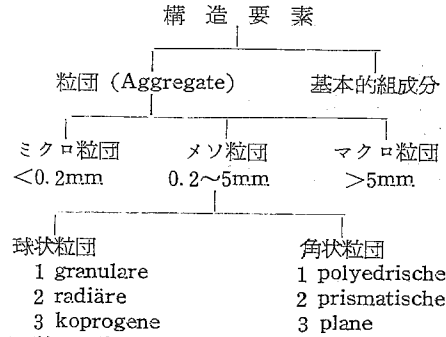 構造要素
粒団 (Aggregate) 基本的組成分
ミクロ粒団 メソ粒団 マクロ粒団
<0.2mm 0.2～5mm >5mm
球状粒団 角状粒団
1 granulare 1 polyedrische
2 radiäre 2 prismatische
3 koprogene 3 plane